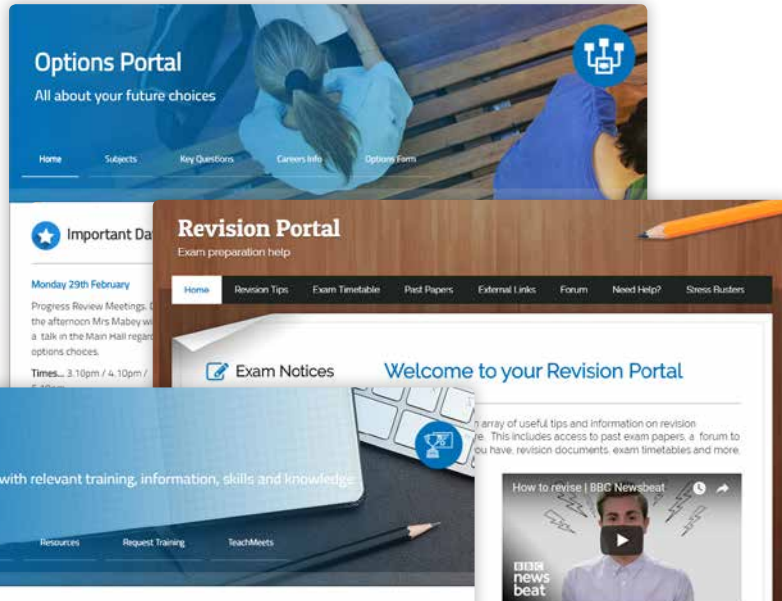 Options Portal
All about your future choices
Home Subjects Key Questions Careers Info Options Form
Important
Monday 29th February
Progress Review Meetings.
the afternoon Mrs Mabey
a talk in the Main Hall
options choices.
Times... 3.10pm / 4.10pm /
Revision Portal
Exam preparation help
Home Revision Tips Exam Timetable Past Papers External Links Forum Need Help? Stress Busters
Exam Notices
Welcome to your Revision Portal
array of useful tips and information on revision
This includes access to past exam papers, a forum to
you have, revision documents, exam timetables and more.
How to revise | BBC Newsbeat
BBC
news
beat
with relevant training, information, skills and knowledge
Resources Request Training TeachMeets